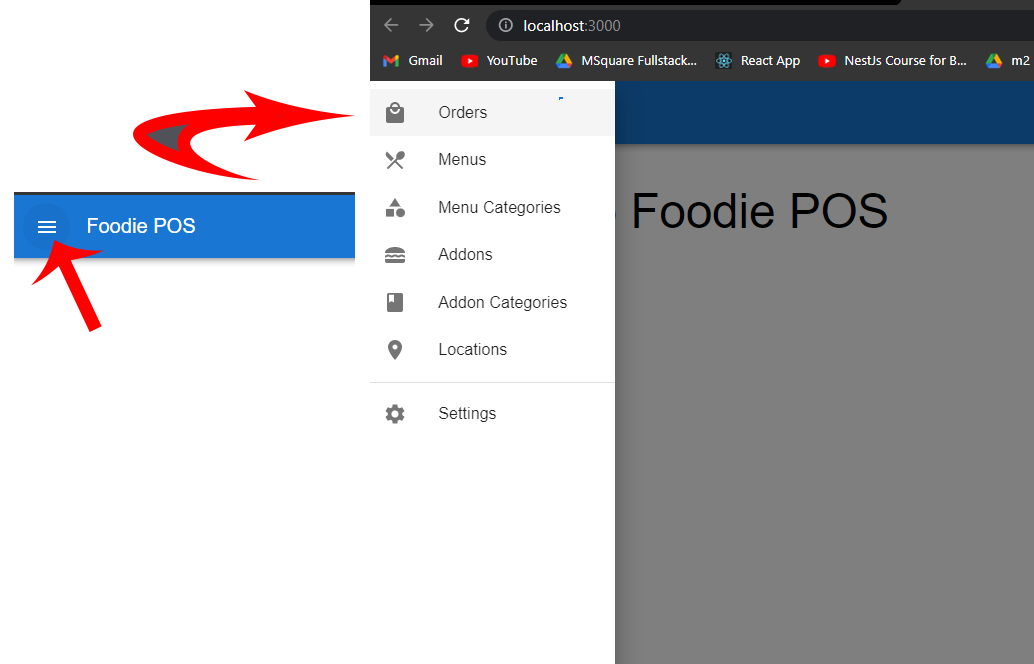 localhost:3000
Gmail YouTube MSquare Fullstack... React App NestJs Course for B... m2
Orders
Menus
Foodie POS
Menu Categories
Foodie POS
Addons
Addon Categories
Locations
Settings